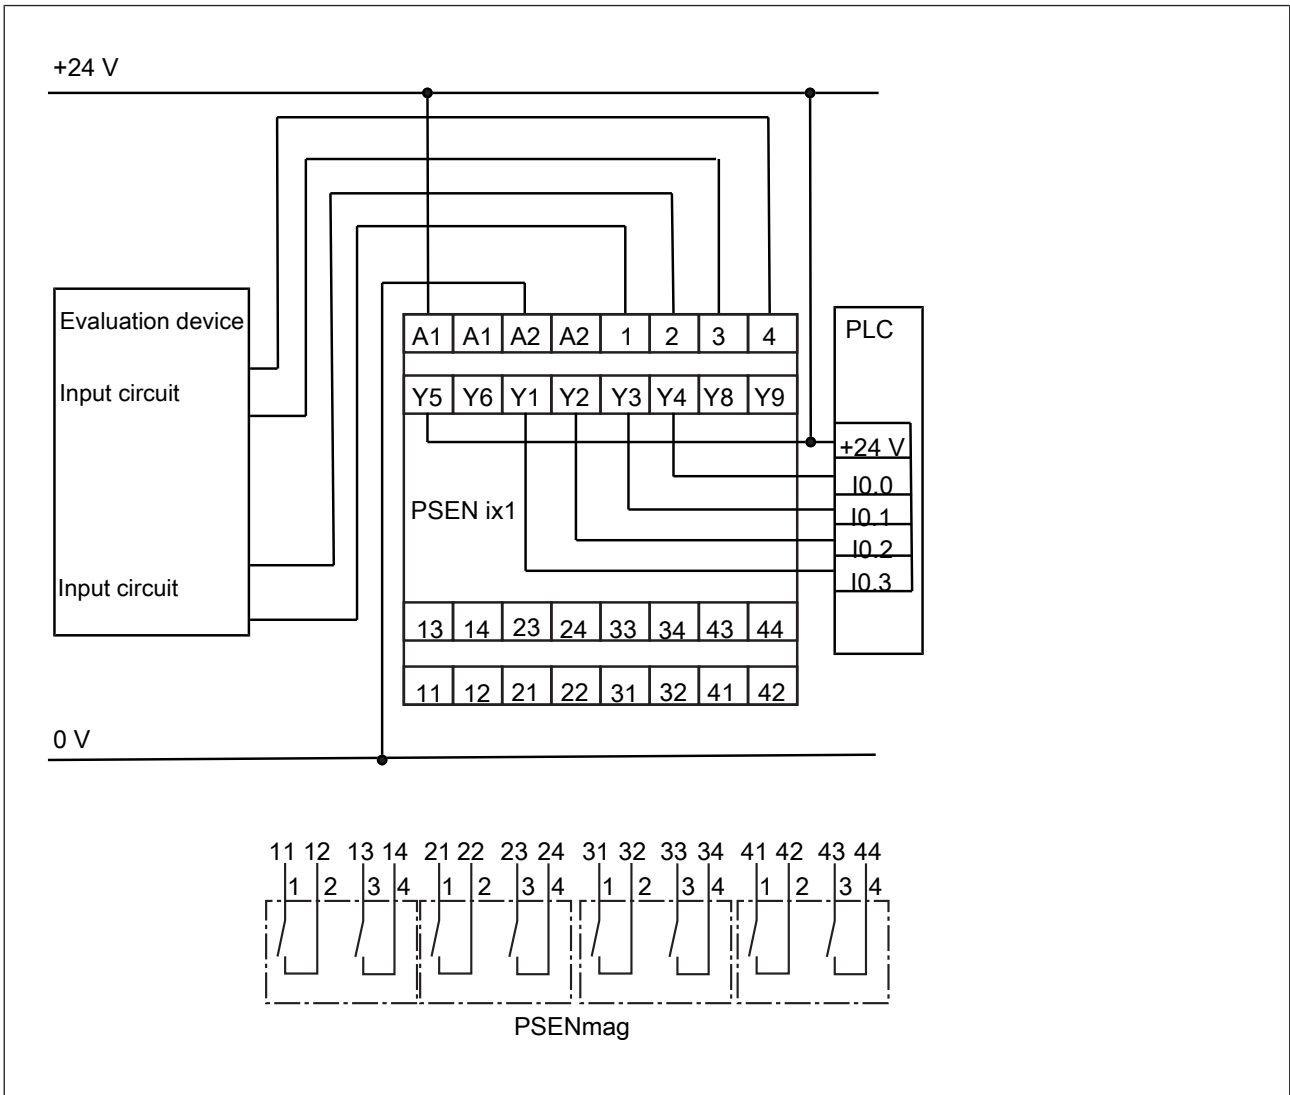 +24 V
Evaluation device
Input circuit
Input circuit
A1 A1 A2 A2 1 2 3 4
Y5 Y6 Y1 Y2 Y3 Y4 Y8 Y9
PSEN ix1
13 14 23 24 33 34 43 44
11 12 21 22 31 32 41 42
PLC
+24 V
I0.0
I0.1
I0.2
I0.3
0 V
11 12 13 14 21 22 23 24 31 32 33 34 41 42 43 44
1 2 3 4 1 2 3 4 1 2 3 4 1 2 3 4
PSENmag